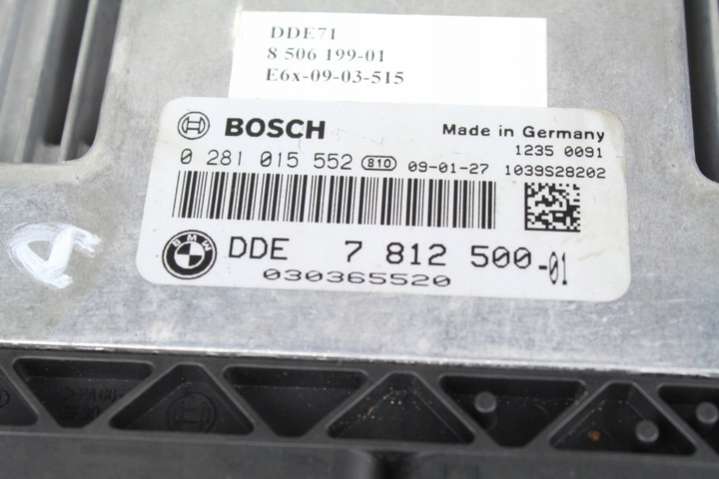 DDE71
8 506 199-01
E6x-09-03-515
BOSCH
Made in Germany
1235 0091
0 281 015 552 810 09-01-27 1039S28202
BMW
DDE 7 812 500-01
030365520